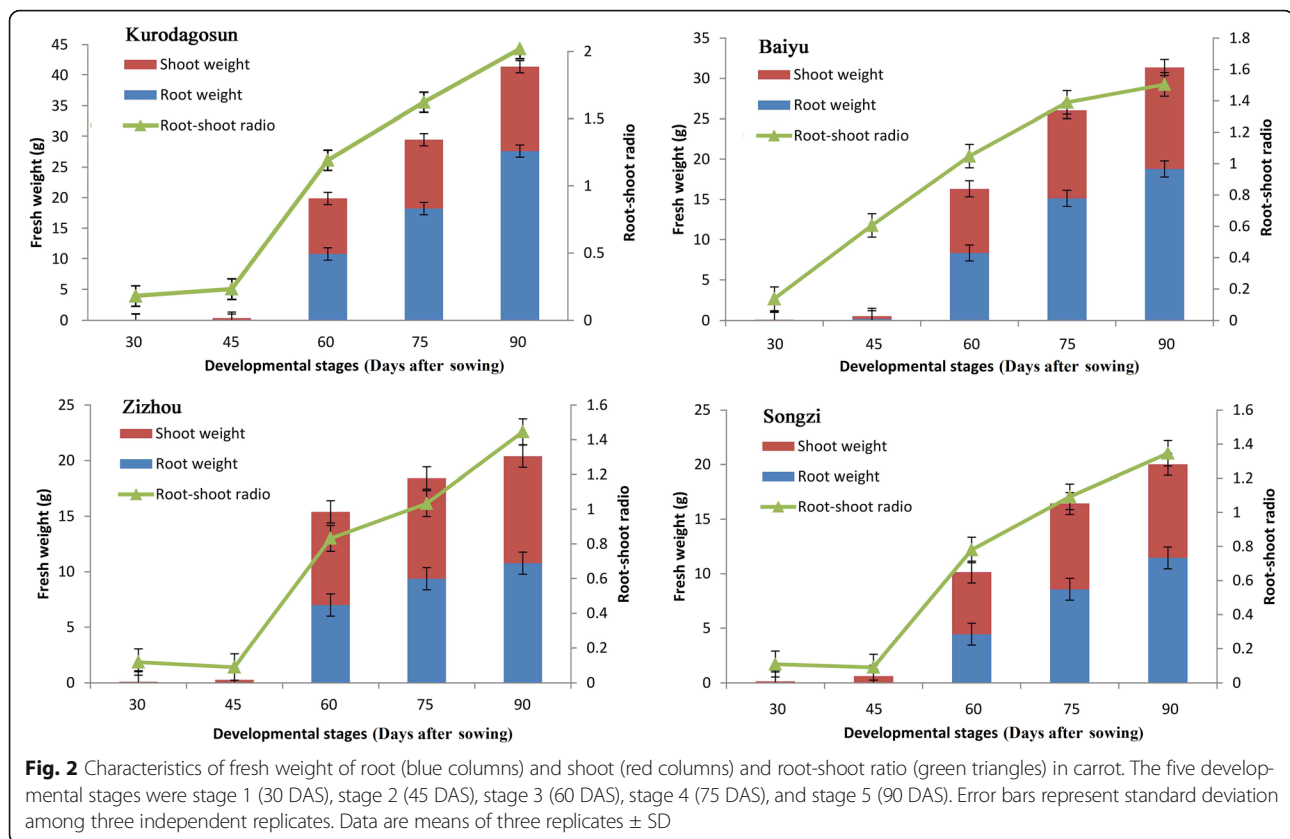 Kurodagosun
Shoot weight
Root weight
Root-shoot radio
Fresh weight (g)
45
40
35
30
25
20
15
10
5
0
2
1.5
1
0.5
0
Root-shoot radio
30 45 60 75 90
Developmental stages (Days after sowing)
Baiyu
Shoot weight
Root weight
Root-shoot radio
Fresh weight (g)
35
30
25
20
15
10
5
0
1.8
1.6
1.4
1.2
1
0.8
0.6
0.4
0.2
0
Root-shoot radio
30 45 60 75 90
Developmental stages (Days after sowing)
Zizhou
Shoot weight
Root weight
Root-shoot radio
Fresh weight (g)
25
20
15
10
5
0
1.6
1.4
1.2
1
0.8
0.6
0.4
0.2
0
Root-shoot radio
30 45 60 75 90
Developmental stages (Days after sowing)
Songzi
Shoot weight
Root weight
Root-shoot radio
Fresh weight (g)
25
20
15
10
5
0
1.6
1.4
1.2
1
0.8
0.6
0.4
0.2
0
Root-shoot radio
30 45 60 75 90
Developmental stages (Days after sowing)
Fig. 2 Characteristics of fresh weight of root (blue columns) and shoot (red columns) and root-shoot ratio (green triangles) in carrot. The five develop-
mental stages were stage 1 (30 DAS), stage 2 (45 DAS), stage 3 (60 DAS), stage 4 (75 DAS), and stage 5 (90 DAS). Error bars represent standard deviation
among three independent replicates. Data are means of three replicates ± SD